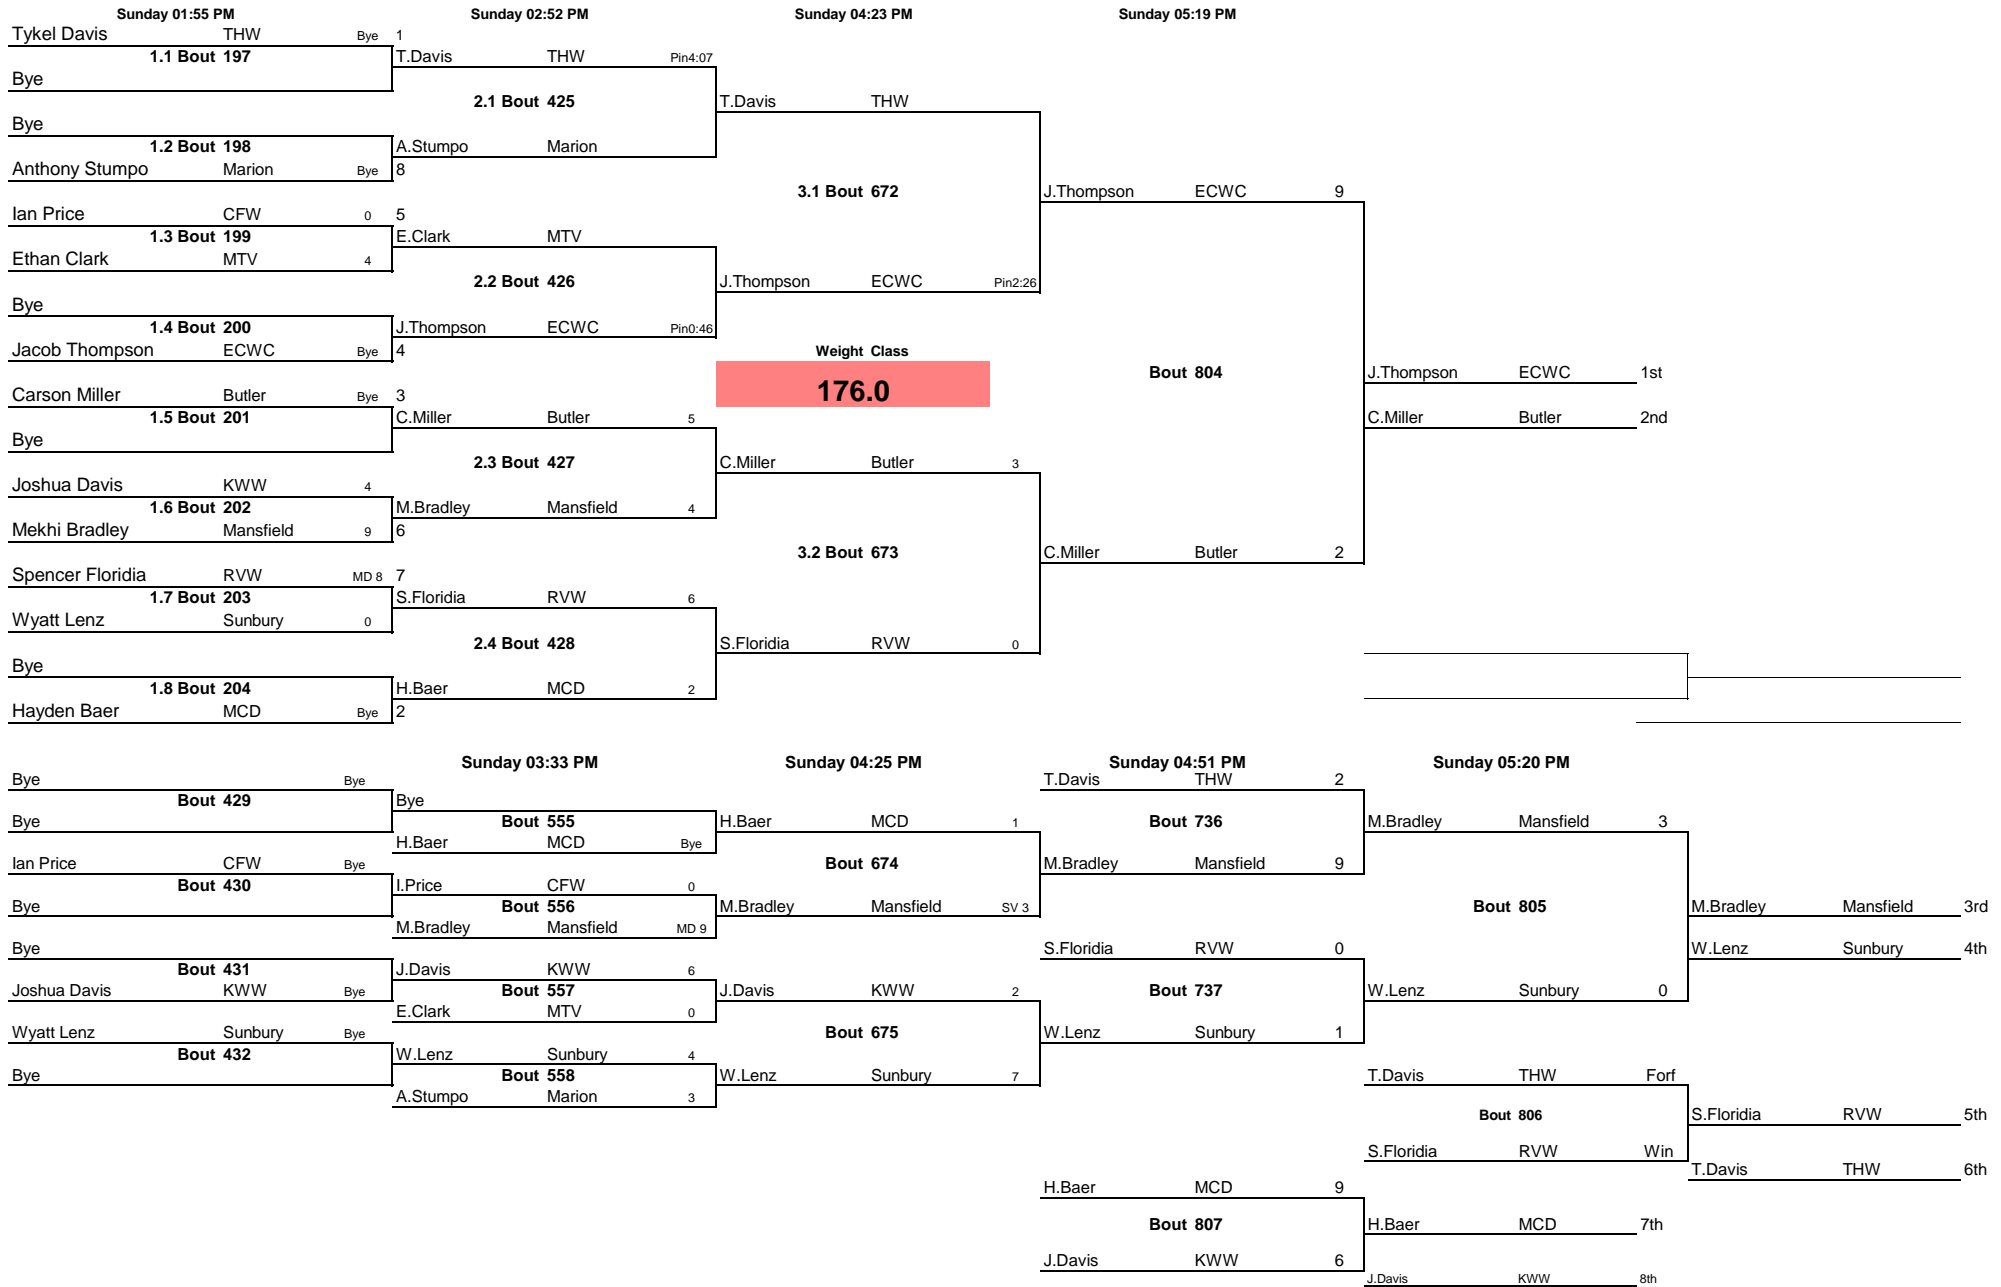 Sunday 01:55 PM Sunday 02:52 PM Sunday 04:23 PM Sunday 05:19 PM
Tykel Davis THW Bye 1
1.1 Bout 197 T.Davis THW Pin4:07
Bye
2.1 Bout 425 T.Davis THW
Bye
1.2 Bout 198 A.Stumpo Marion
Anthony Stumpo Marion Bye 8
3.1 Bout 672 J.Thompson ECWC 9
Ian Price CFW 0 5
1.3 Bout 199 E.Clark MTV
Ethan Clark MTV 4
2.2 Bout 426 J.Thompson ECWC Pin2:26
Bye
1.4 Bout 200 J.Thompson ECWC Pin0:46
Jacob Thompson ECWC Bye 4 Weight Class
Bout 804 J.Thompson ECWC 1st
176.0
Carson Miller Butler Bye 3
1.5 Bout 201 C.Miller Butler 5 C.Miller Butler 2nd
Bye
2.3 Bout 427 C.Miller Butler 3
Joshua Davis KWW 4
1.6 Bout 202 M.Bradley Mansfield 4
Mekhi Bradley Mansfield 9 6
3.2 Bout 673 C.Miller Butler 2
Spencer Floridia RVW MD 8 7
1.7 Bout 203 S.Floridia RVW 6
Wyatt Lenz Sunbury 0
2.4 Bout 428 S.Floridia RVW 0
Bye
1.8 Bout 204 H.Baer MCD 2
Hayden Baer MCD Bye 2
Sunday 03:33 PM Sunday 04:25 PM Sunday 04:51 PM Sunday 05:20 PM
Bye Bye T.Davis THW 2
Bout 429 Bye
Bye Bout 555 H.Baer MCD 1 Bout 736 M.Bradley Mansfield 3
H.Baer MCD Bye
Ian Price CFW Bye Bout 674 M.Bradley Mansfield 9
Bout 430 I.Price CFW 0
Bye Bout 556 M.Bradley Mansfield SV 3 Bout 805 M.Bradley Mansfield 3rd
M.Bradley Mansfield MD 9
Bye S.Floridia RVW 0 W.Lenz Sunbury 4th
Bout 431 J.Davis KWW 6
Joshua Davis KWW Bye Bout 557 J.Davis KWW 2 Bout 737 W.Lenz Sunbury 0
E.Clark MTV 0
Wyatt Lenz Sunbury Bye Bout 675 W.Lenz Sunbury 1
Bout 432 W.Lenz Sunbury 4
Bye Bout 558 W.Lenz Sunbury 7 T.Davis THW Forf
A.Stumpo Marion 3
Bout 806 S.Floridia RVW 5th
S.Floridia RVW Win
T.Davis THW 6th
H.Baer MCD 9
Bout 807 H.Baer MCD 7th
J.Davis KWW 6
J.Davis KWW 8th